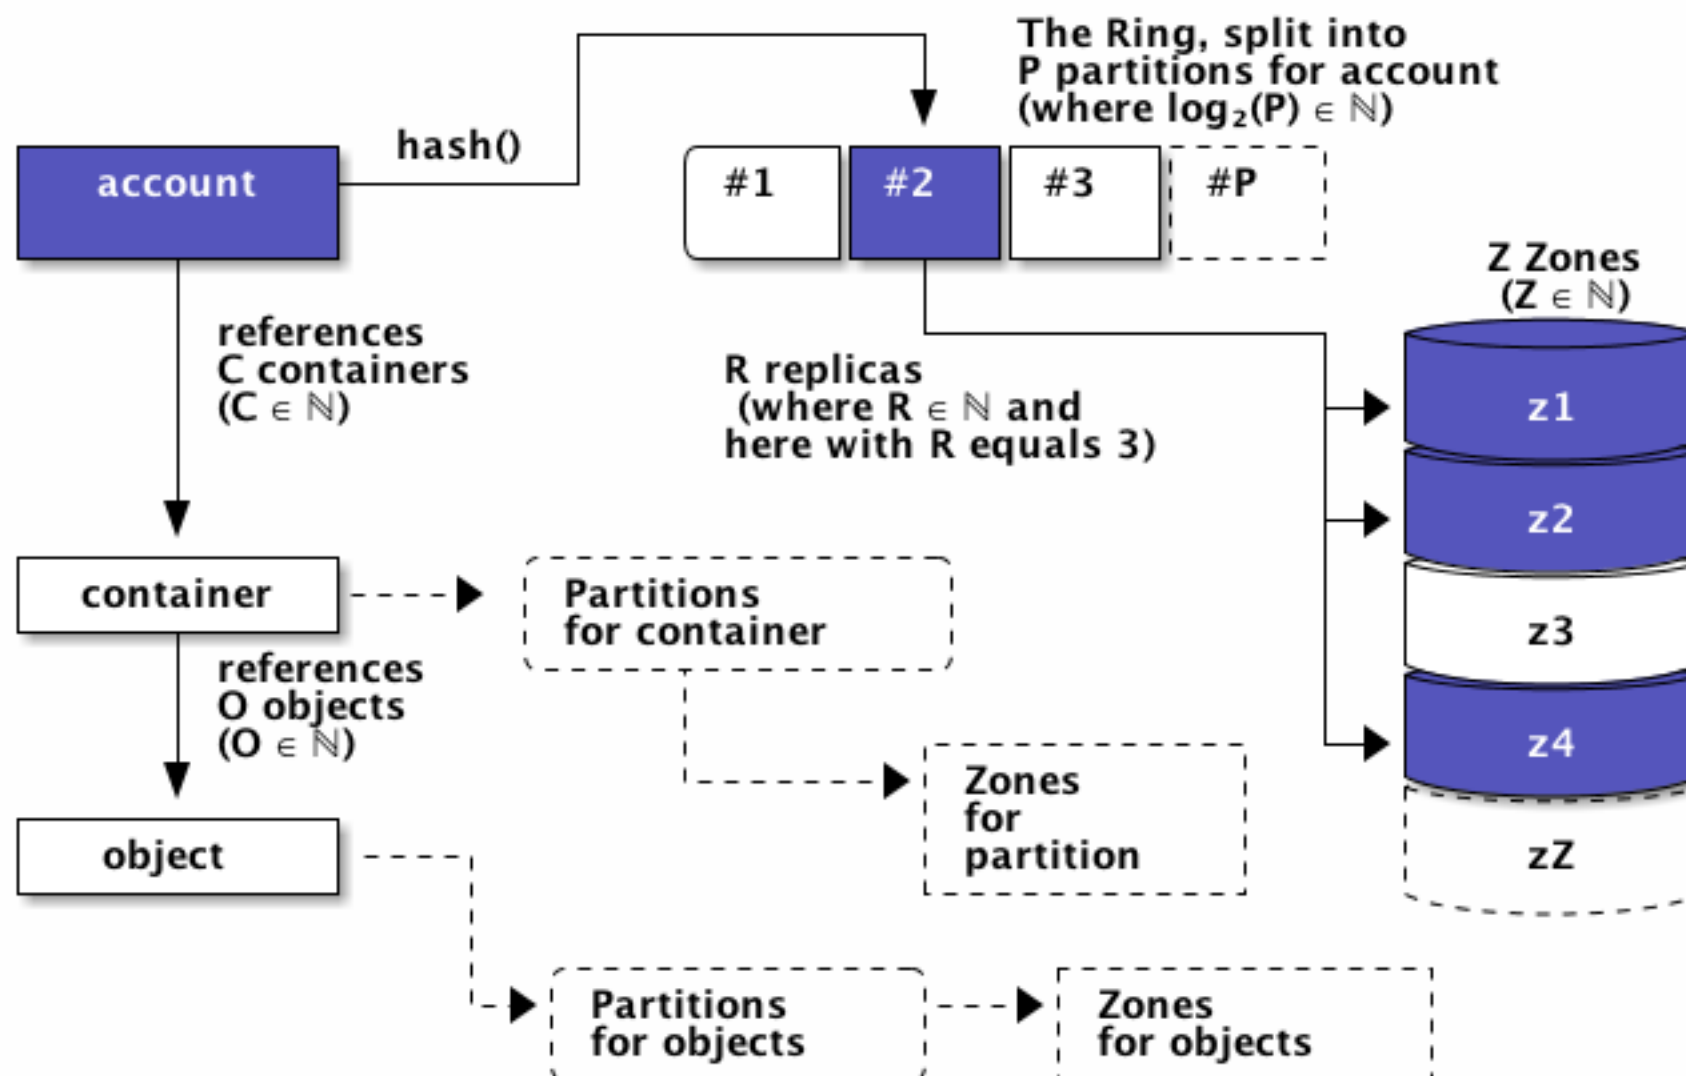 The Ring, split into
P partitions for account
(where log₂(P) ∈ ℕ)
hash()
account
#1
#2
#3
#P
Z Zones
(Z ∈ ℕ)
references
C containers
(C ∈ ℕ)
R replicas
(where R ∈ ℕ and
here with R equals 3)
z1
z2
z3
z4
zZ
container
Partitions
for container
references
O objects
(O ∈ ℕ)
Zones
for
partition
object
Partitions
for objects
Zones
for objects